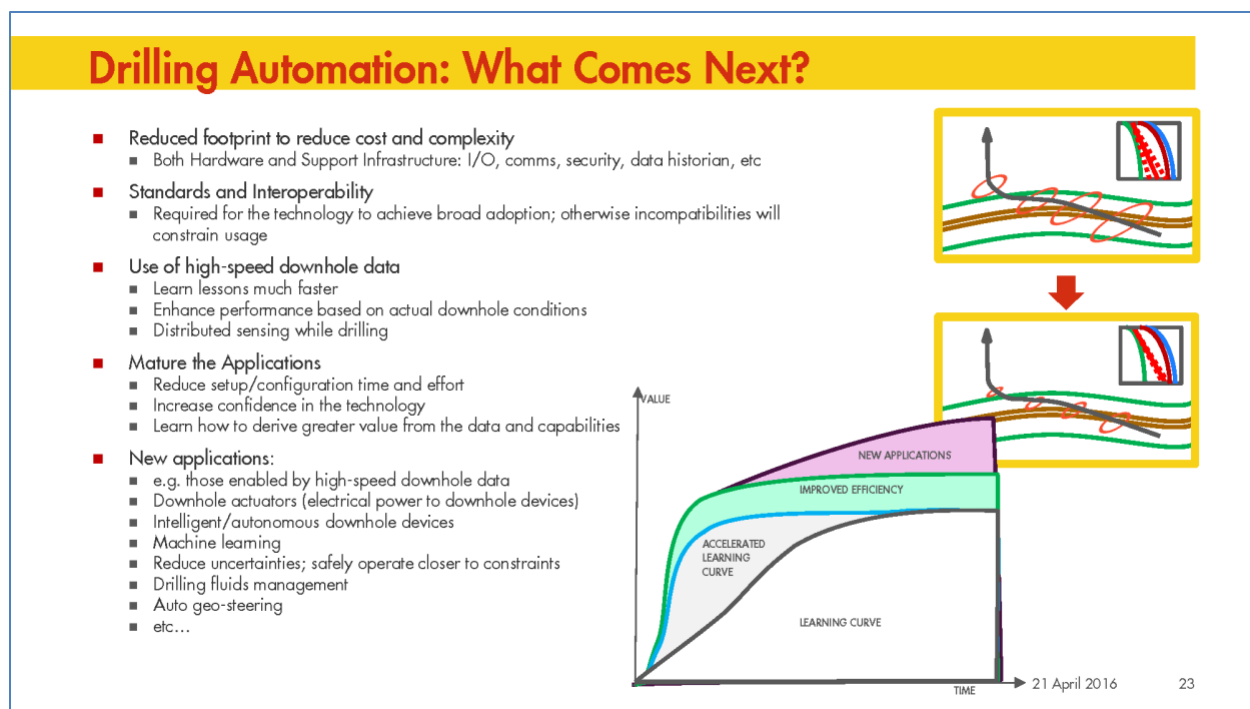 Drilling Automation: What Comes Next?
Reduced footprint to reduce cost and complexity
Both Hardware and Support Infrastructure: I/O, comms, security, data historian, etc
Standards and Interoperability
Required for the technology to achieve broad adoption; otherwise incompatibilities will
constrain usage
Use of high-speed downhole data
Learn lessons much faster
Enhance performance based on actual downhole conditions
Distributed sensing while drilling
Mature the Applications
Reduce setup/configuration time and effort
Increase confidence in the technology
Learn how to derive greater value from the data and capabilities
New applications:
e.g. those enabled by high-speed downhole data
Downhole actuators (electrical power to downhole devices)
Intelligent/autonomous downhole devices
Machine learning
Reduce uncertainties; safely operate closer to constraints
Drilling fluids management
Auto geo-steering
etc...
VALUE
NEW APPLICATIONS
IMPROVED EFFICIENCY
ACCELERATED
LEARNING
CURVE
LEARNING CURVE
TIME
21 April 2016
23